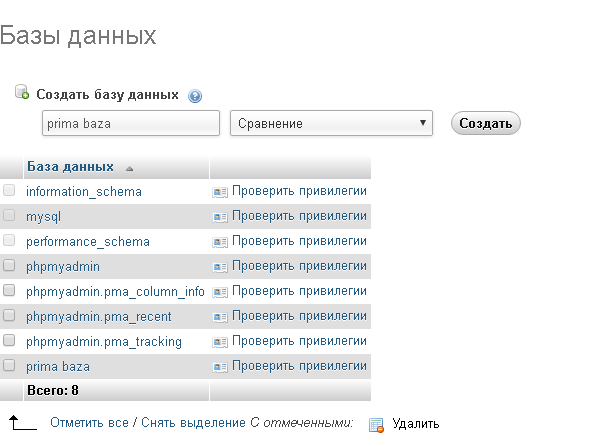 Базы данных
Создать базу данных
prima baza Сравнение Создать
База данных
information_schema Проверить привилегии
mysql Проверить привилегии
performance_schema Проверить привилегии
phpmyadmin Проверить привилегии
phpmyadmin.pma_column_info Проверить привилегии
phpmyadmin.pma_recent Проверить привилегии
phpmyadmin.pma_tracking Проверить привилегии
prima baza Проверить привилегии
Всего: 8
Отметить все / Снять выделение С отмеченными: Удалить